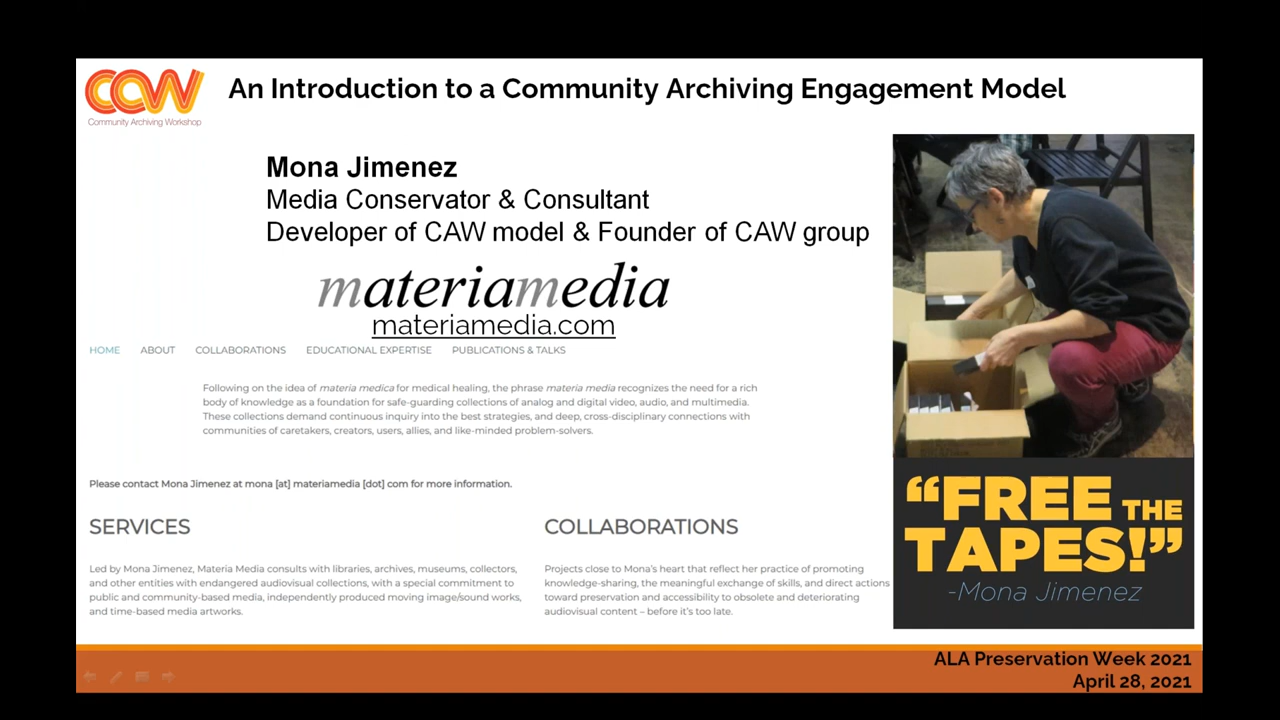 CAW
Community Archiving Workshop
An Introduction to a Community Archiving Engagement Model
Mona Jimenez
Media Conservator & Consultant
Developer of CAW model & Founder of CAW group
materiamedia
materiamedia.com
HOME ABOUT COLLABORATIONS EDUCATIONAL EXPERTISE PUBLICATIONS & TALKS
Following on the idea of materia medica for medical healing, the phrase materia media recognizes the need for a rich
body of knowledge as a foundation for safe-guarding collections of analog and digital video, audio, and multimedia.
These collections demand continuous inquiry into the best strategies, and deep, cross-disciplinary connections with
communities of caretakers, creators, users, allies, and like-minded problem-solvers.
Please contact Mona Jimenez at mona [at] materiamedia [dot] com for more information.
SERVICES
Led by Mona Jimenez, Materia Media consults with libraries, archives, museums, collectors,
and other entities with endangered audiovisual collections, with a special commitment to
public and community-based media, independently produced moving image/sound works,
and time-based media artworks.
COLLABORATIONS
Projects close to Mona's heart that reflect her practice of promoting
knowledge-sharing, the meaningful exchange of skills, and direct actions
toward preservation and accessibility to obsolete and deteriorating
audiovisual content – before it's too late.
“FREE THE
TAPES!”
-Mona Jimenez
ALA Preservation Week 2021
April 28, 2021